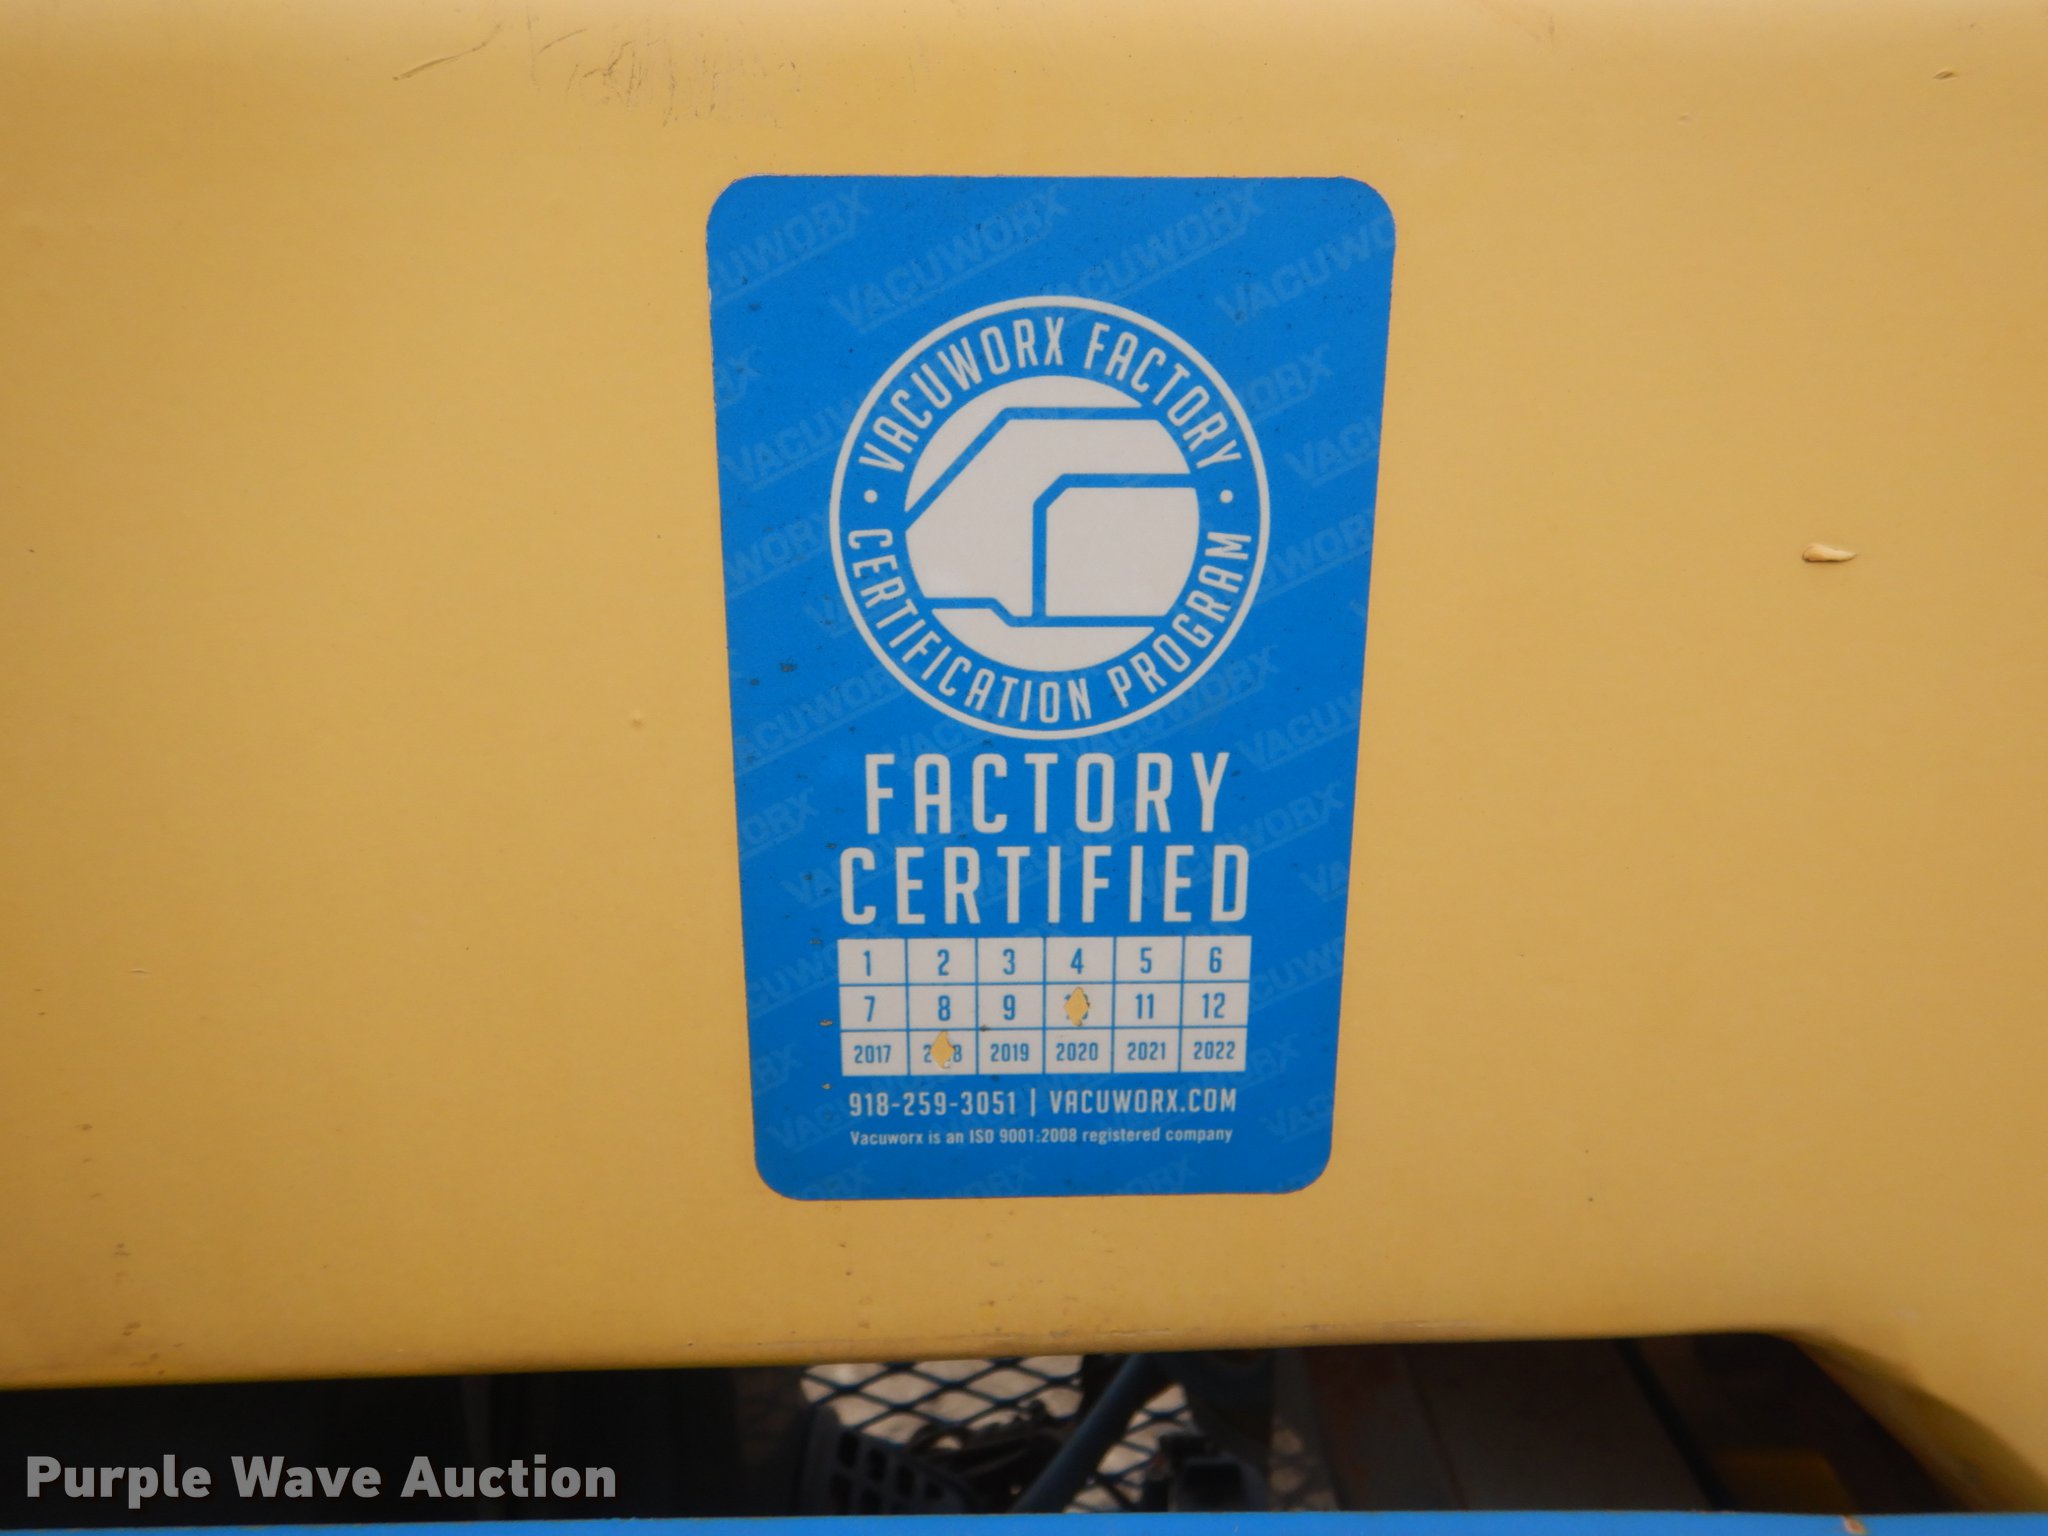 VACUWORX FACTORY
CERTIFICATION PROGRAM
FACTORY
CERTIFIED
1 2 3 4 5 6
7 8 9 11 12
2017 2019 2020 2021 2022
918-259-3051 | VACUWORX.COM
Vacuworx is an ISO 9001:2008 registered company
Purple Wave Auction